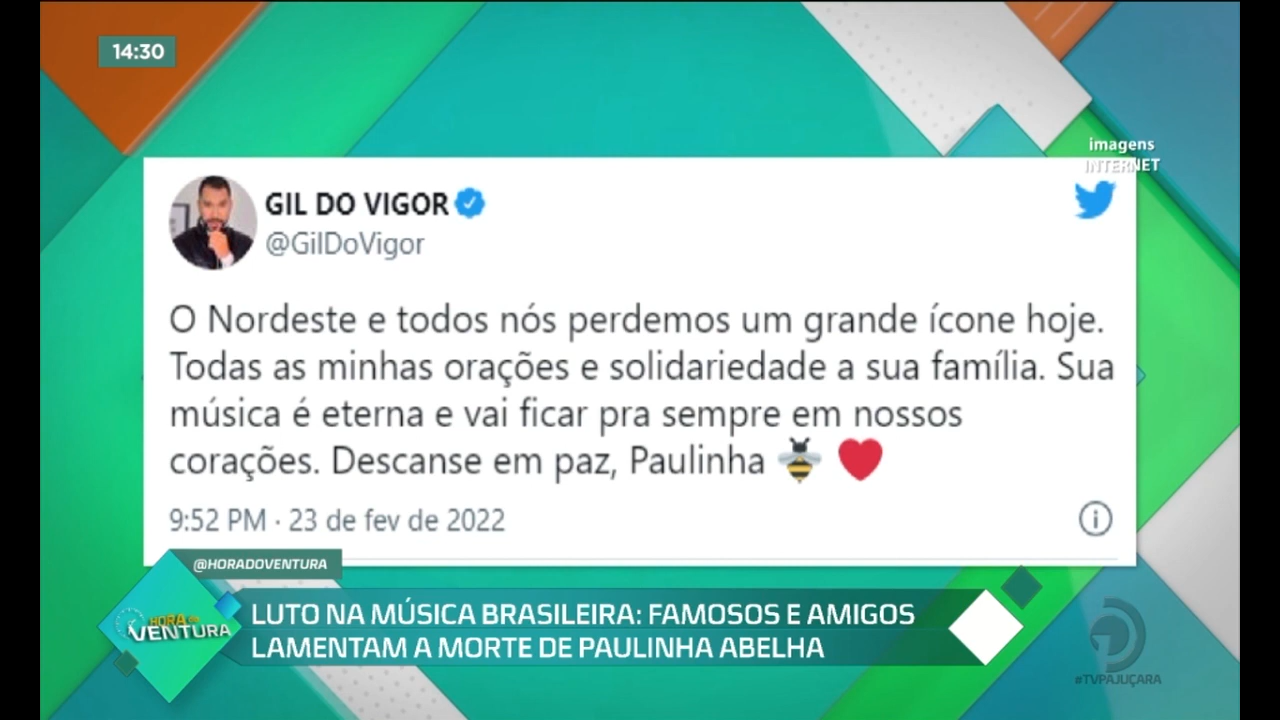 14:30
imagens
INTERNET
GIL DO VIGOR
@GilDoVigor
O Nordeste e todos nós perdemos um grande ícone hoje.
Todas as minhas orações e solidariedade a sua família. Sua
música é eterna e vai ficar pra sempre em nossos
corações. Descanse em paz, Paulinha 🐝 ❤️
9:52 PM · 23 de fev de 2022
@HORADOVENTURA
HORA DO
VENTURA
LUTO NA MÚSICA BRASILEIRA: FAMOSOS E AMIGOS
LAMENTAM A MORTE DE PAULINHA ABELHA
#TVPAJUÇARA